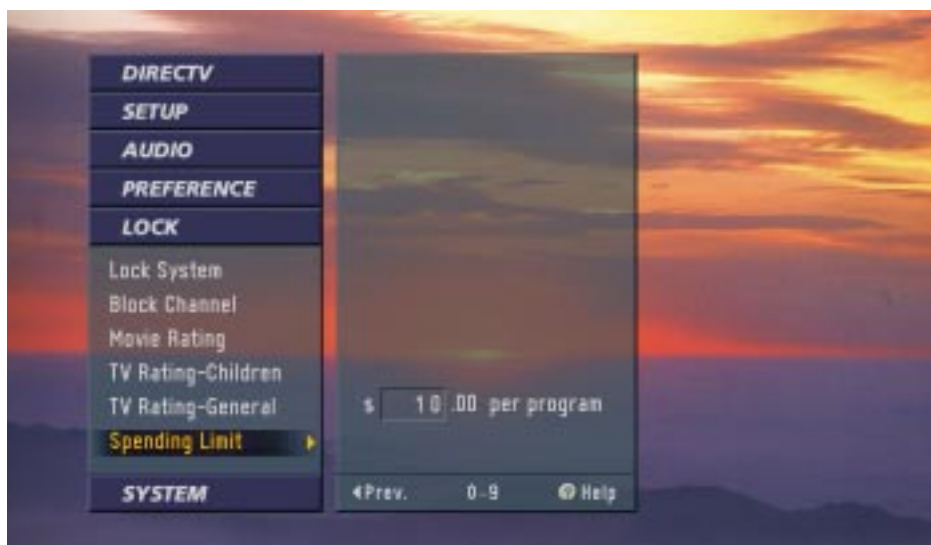 DIRECTV
SETUP
AUDIO
PREFERENCE
LOCK
Lock System
Block Channel
Movie Rating
TV Rating-Children
TV Rating-General
Spending Limit
SYSTEM
$ 10.00 per program
Prev. 0-9 Help